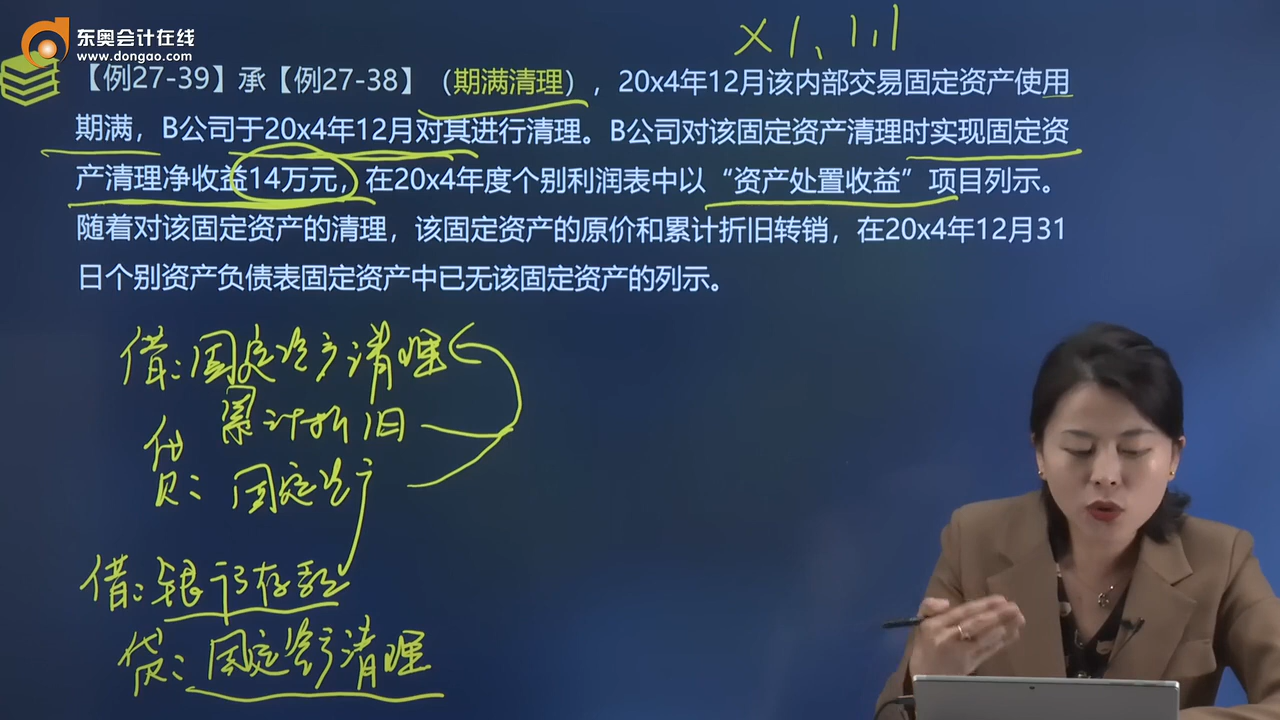 东奥会计在线
www.dongao.com
x1、1,1
【例27-39】承【例27-38】（期满清理），20x4年12月该内部交易固定资产使用
期满，B公司于20x4年12月对其进行清理。B公司对该固定资产清理时实现固定资
产清理净收益14万元，在20x4年度个别利润表中以“资产处置收益”项目列示。
随着对该固定资产的清理，该固定资产的原价和累计折旧转销，在20x4年12月31
日个别资产负债表固定资产中已无该固定资产的列示。
借：固定资产清理
累计折旧
贷：固定资产
借：银行存款
贷：固定资产清理